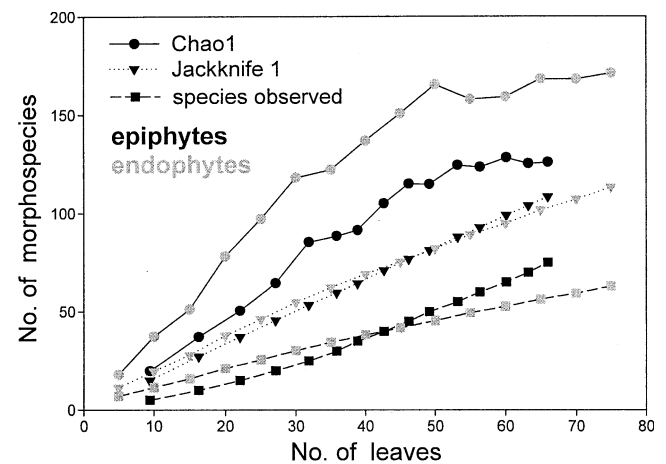 200
150
100
50
0
No. of morphospecies
Chao1
Jackknife 1
species observed
epiphytes
endophytes
0 10 20 30 40 50 60 70 80
No. of leaves